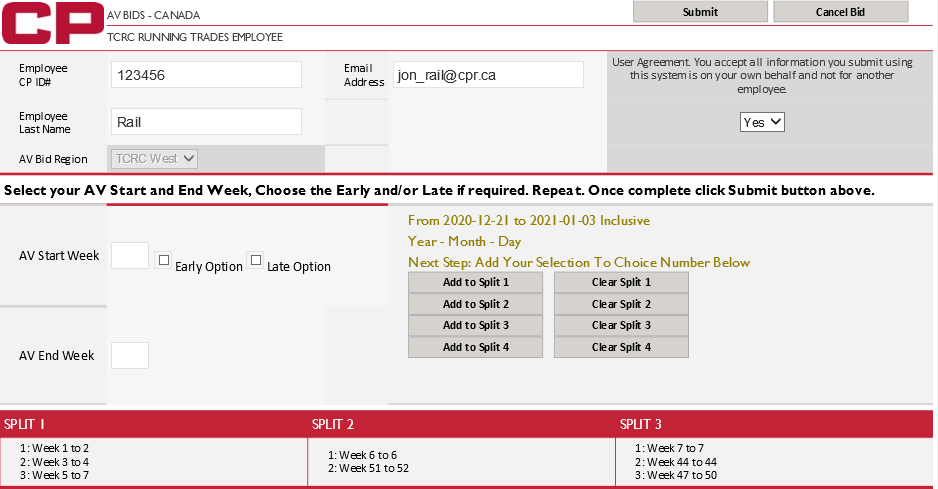 CP
AV BIDS - CANADA
Submit
Cancel Bid
TCRC RUNNING TRADES EMPLOYEE
Employee
CP ID#
123456
Email
Address
jon_rail@cpr.ca
User Agreement. You accept all information you submit using
this system is on your own behalf and not for another
employee.
Employee
Last Name
Rail
Yes
AV Bid Region
TCRC West
Select your AV Start and End Week, Choose the Early and/or Late if required. Repeat. Once complete click Submit button above.
AV Start Week
Early Option
Late Option
From 2020-12-21 to 2021-01-03 Inclusive
Year - Month - Day
Next Step: Add Your Selection To Choice Number Below
Add to Split 1
Clear Split 1
Add to Split 2
Clear Split 2
Add to Split 3
Clear Split 3
Add to Split 4
Clear Split 4
AV End Week
SPLIT 1
SPLIT 2
SPLIT 3
1: Week 1 to 2
2: Week 3 to 4
3: Week 5 to 7
1: Week 6 to 6
2: Week 51 to 52
1: Week 7 to 7
2: Week 44 to 44
3: Week 47 to 50